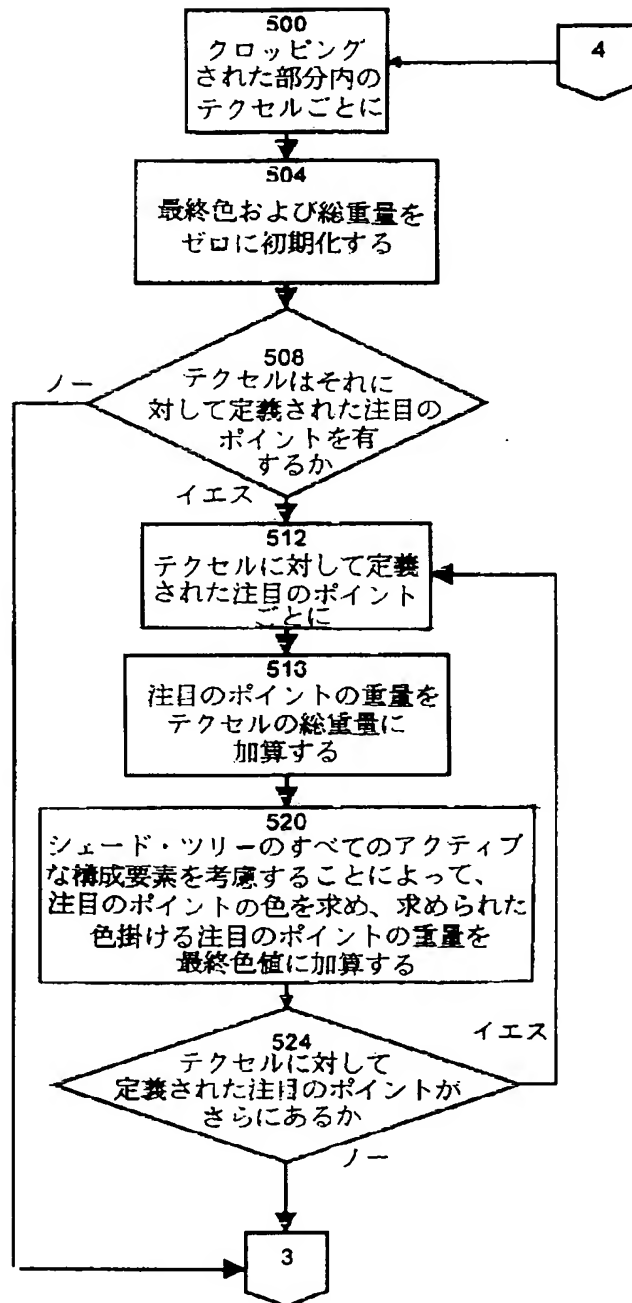 500
クロッピング
された部分内の
テクセルごとに
4
504
最終色および総重量を
ゼロに初期化する
508
テクセルはそれに
対して定義された注目の
ポイントを有
するか
ノー
イエス
512
テクセルに対して定義
された注目のポイント
ごとに
513
注目のポイントの重量を
テクセルの総重量に
加算する
520
シェード・ツリーのすべてのアクティブ
な構成要素を考慮することによって、
注目のポイントの色を求め、求められた
色掛ける注目のポイントの重量を
最終色値に加算する
524
テクセルに対して
定義された注目のポイントが
さらにあるか
イエス
ノー
3